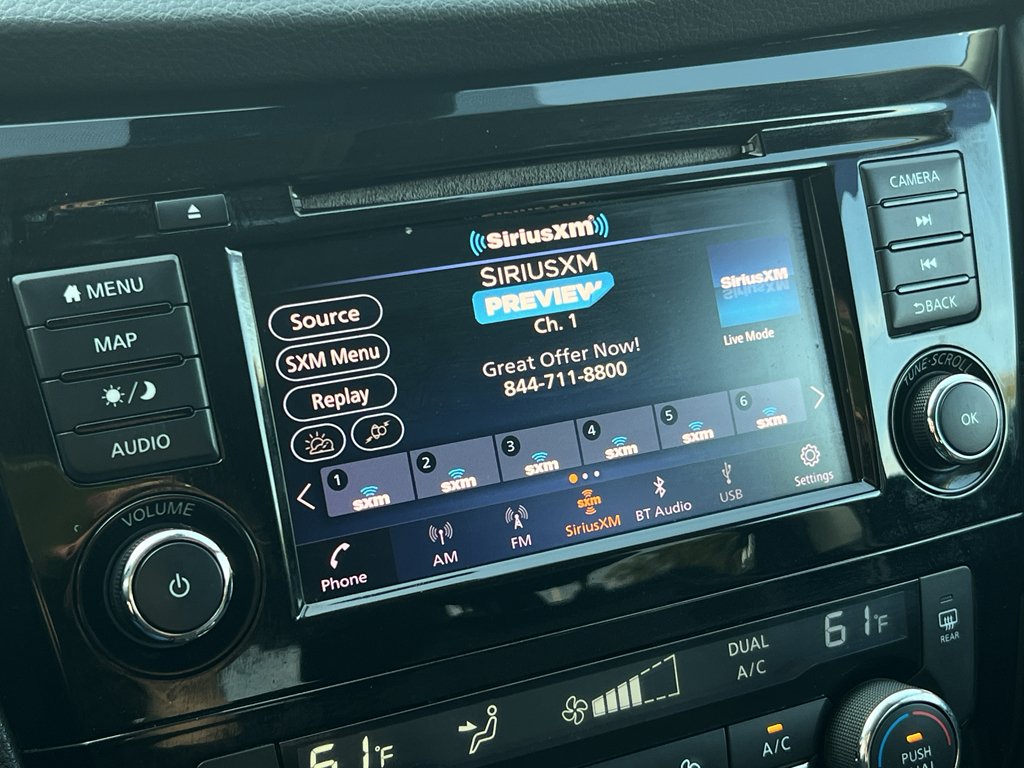 CAMERA
BACK
MENU
MAP
AUDIO
VOLUME
TUNE·SCROLL
OK
SiriusXM
SIRIUSXM
PREVIEW
Ch. 1
Great Offer Now!
844-711-8800
SiriusXM
Live Mode
Source
SXM Menu
Replay
1 sxm
2 sxm
3 sxm
4 sxm
5 sxm
6 sxm
Phone
AM
FM
sxm
SiriusXM
BT Audio
USB
Settings
61°F
DUAL
A/C
61°F
REAR
A/C
PUSH